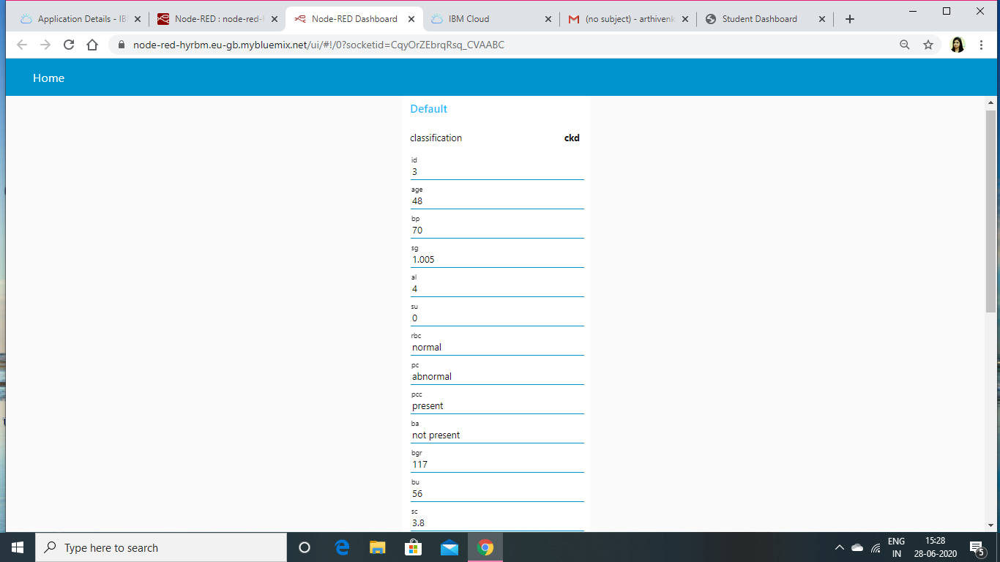 Application Details - IB
Node-RED : node-red-
Node-RED Dashboard
IBM Cloud
(no subject) - arthivenk
Student Dashboard
node-red-hyrbm.eu-gb.mybluemix.net/ui/#!/0?socketid=CqyOrZEbrqRsq_CVAABC
Home
Default
classification ckd
id
3
age
48
bp
70
sg
1.005
al
4
su
0
rbc
normal
pc
abnormal
pcc
present
ba
not present
bgr
117
bu
56
sc
3.8
Type here to search
ENG
IN
15:28
28-06-2020
5